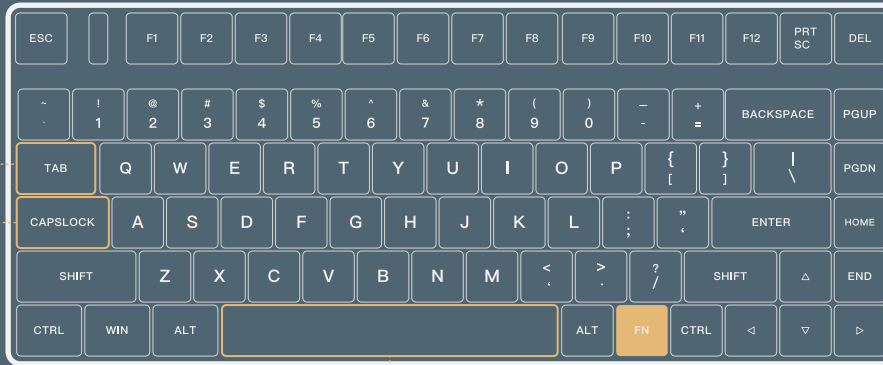 ESC F1 F2 F3 F4 F5 F6 F7 F8 F9 F10 F11 F12 PRT SC DEL
~ ! @ # $ % ^ & * ( ) — +
· 1 2 3 4 5 6 7 8 9 0 - = BACKSPACE PGUP
TAB Q W E R T Y U I O P { [ } ] | \ PGDN
CAPSLOCK A S D F G H J K L : ; ” ‘ ENTER HOME
SHIFT Z X C V B N M < ‘ > · ? / SHIFT △ END
CTRL WIN ALT ALT FN CTRL ◁ ▽ ▷